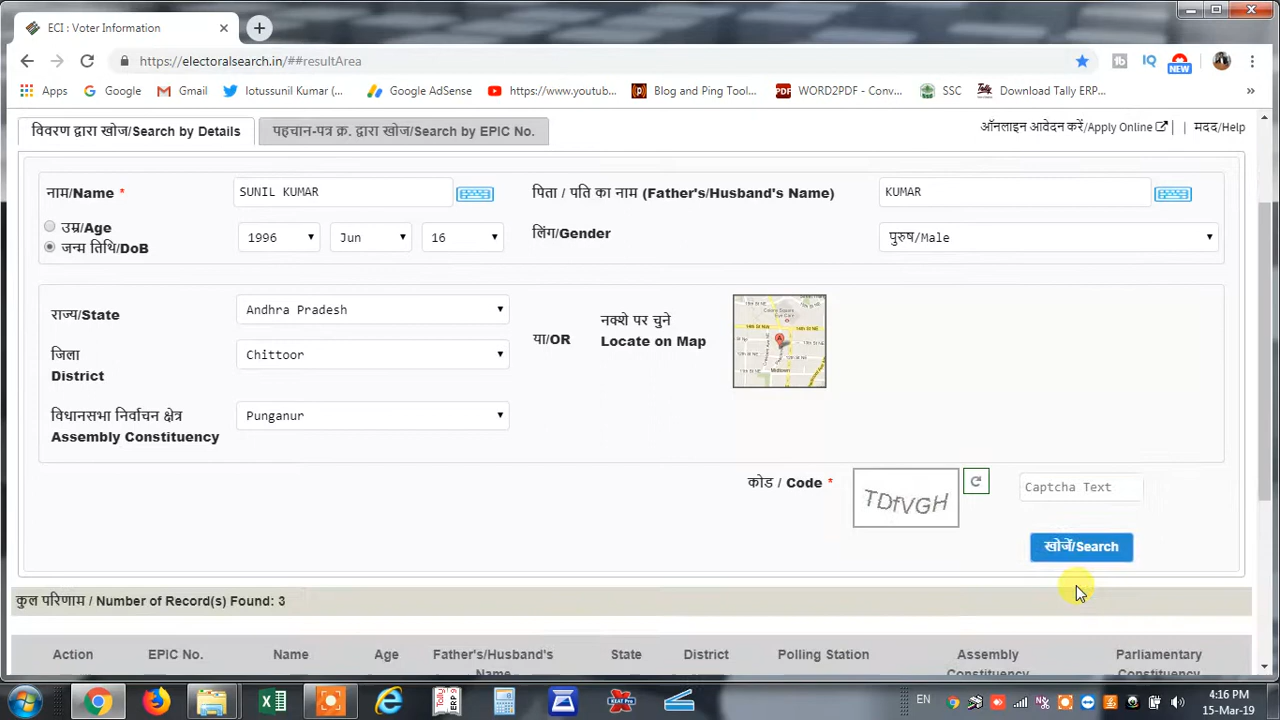 ECI : Voter Information
https://electoralsearch.in/##resultArea
NEW
Apps Google Gmail lotussunil Kumar (... Google AdSense https://www.youtub... Blog and Ping Tool... PDF WORD2PDF - Conv... SSC Download Tally ERP... »
विवरण द्वारा खोज/Search by Details पहचान-पत्र क्र. द्वारा खोज/Search by EPIC No. ऑनलाइन आवेदन करें/Apply Online | | मदद/Help
नाम/Name * SUNIL KUMAR पिता / पति का नाम (Father's/Husband's Name) KUMAR
उम्र/Age
जन्म तिथि/DoB 1996 Jun 16 लिंग/Gender पुरुष/Male
राज्य/State Andhra Pradesh
जिला
District Chittoor
या/OR नक्शे पर चुने
Locate on Map
विधानसभा निर्वाचन क्षेत्र
Assembly Constituency Punganur
कोड / Code * TDfVGH Captcha Text
खोजें/Search
कुल परिणाम / Number of Record(s) Found: 3
Action EPIC No. Name Age Father's/Husband's Name State District Polling Station Assembly Constituency Parliamentary Constituency
EN 4:16 PM
15-Mar-19